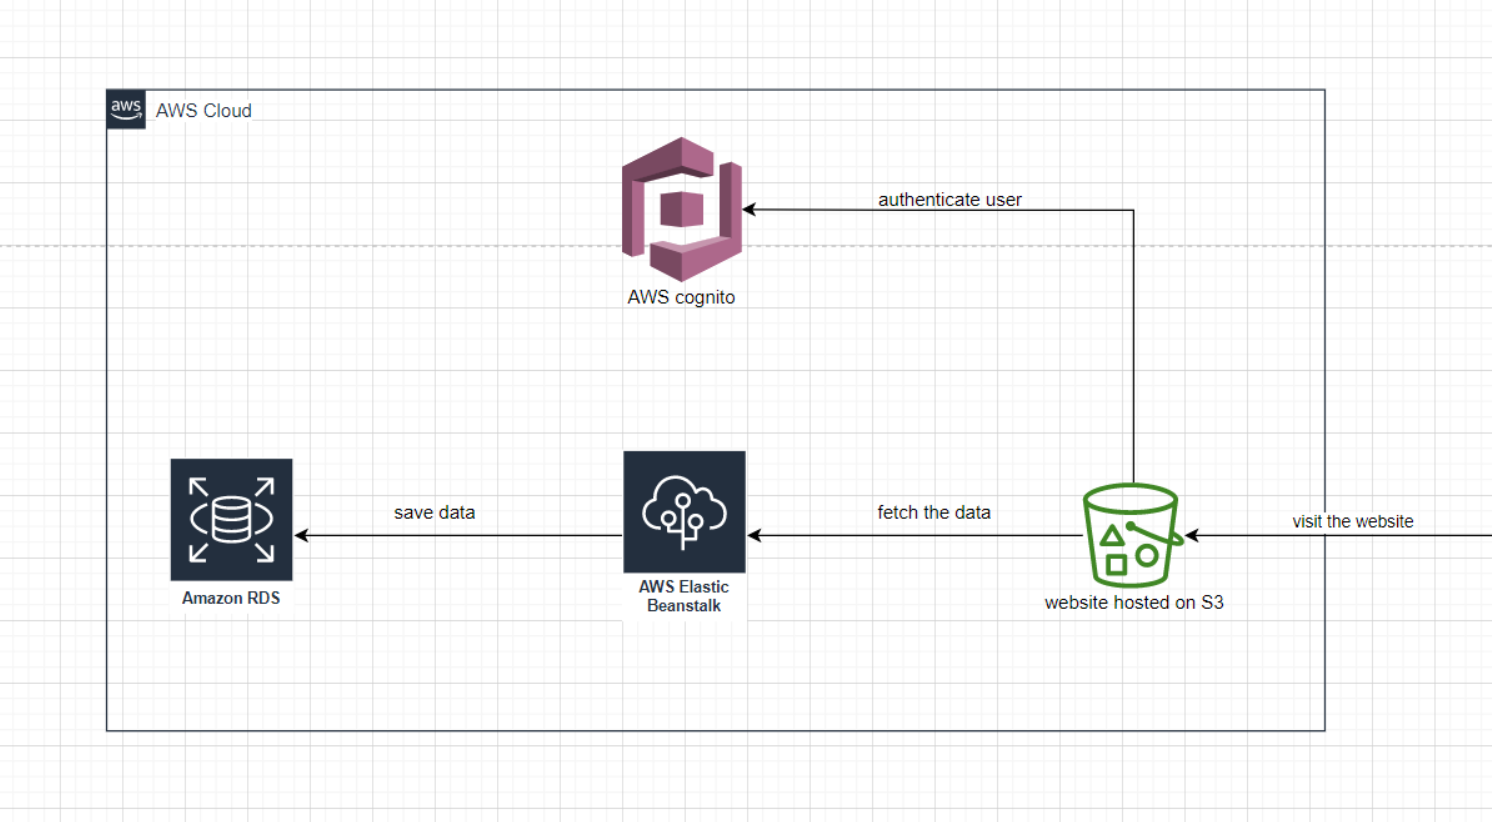 aws
AWS Cloud
authenticate user
AWS cognito
save data
fetch the data
visit the website
AWS Elastic
Beanstalk
Amazon RDS
website hosted on S3